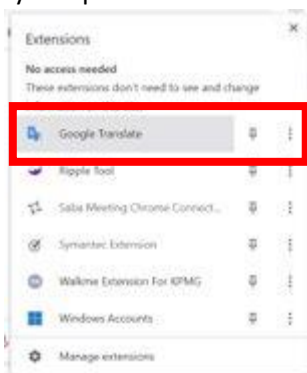 Extensions
No access needed
These extensions don't need to see and change
Google Translate
Ripple Tool
Saba Meeting Chrome Connect...
Symantec Extension
Walkme Extension For KPMG
Windows Accounts
Manage extensions